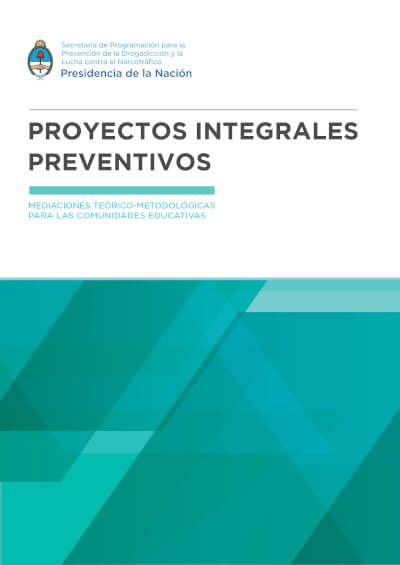 Secretaría de Programación para la
Prevención de la Drogadicción y la
Lucha contra el Narcotráfico
Presidencia de la Nación
PROYECTOS INTEGRALES
PREVENTIVOS
MEDIACIONES TEÓRICO-METODOLÓGICAS
PARA LAS COMUNIDADES EDUCATIVAS